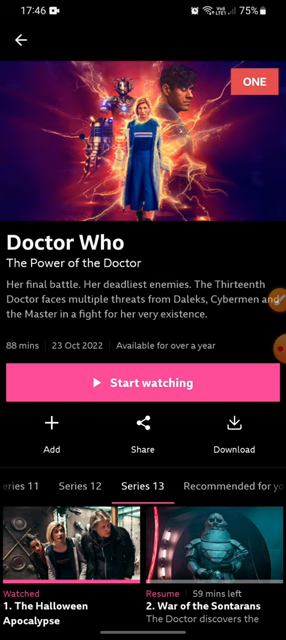 17:46
Vo) LTE1 75%
ONE
Doctor Who
The Power of the Doctor
Her final battle. Her deadliest enemies. The Thirteenth
Doctor faces multiple threats from Daleks, Cybermen and
the Master in a fight for her very existence.
88 mins 23 Oct 2022 Available for over a year
Start watching
Add Share Download
eries 11 Series 12 Series 13 Recommended for yo
Watched
1. The Halloween
Apocalypse
Resume 59 mins left
2. War of the Sontarans
The Doctor discovers the